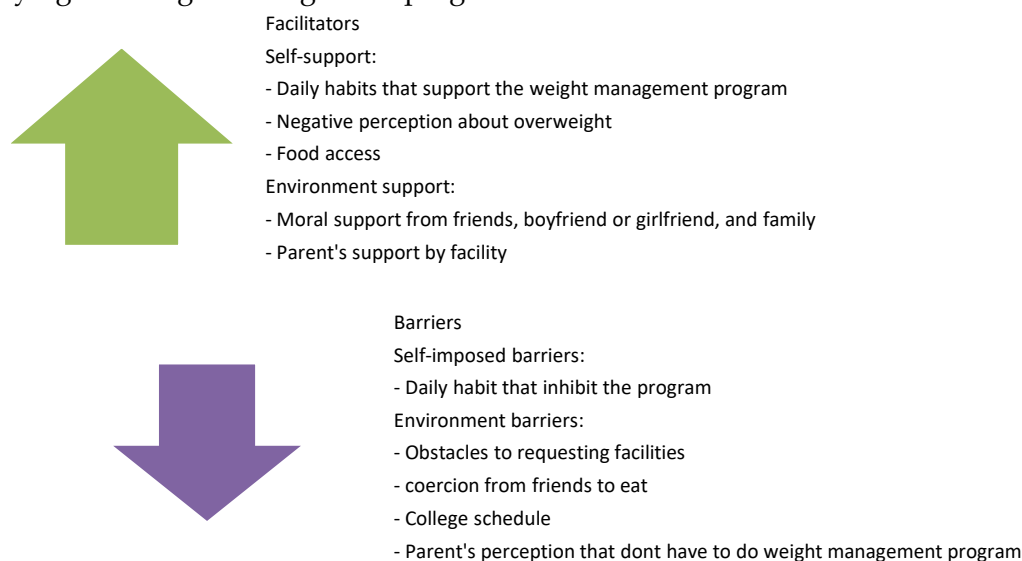 Facilitators
Self-support:
- Daily habits that support the weight management program
- Negative perception about overweight
- Food access
Environment support:
- Moral support from friends, boyfriend or girlfriend, and family
- Parent's support by facility
Barriers
Self-imposed barriers:
- Daily habit that inhibit the program
Environment barriers:
- Obstacles to requesting facilities
- coercion from friends to eat
- College schedule
- Parent's perception that dont have to do weight management program